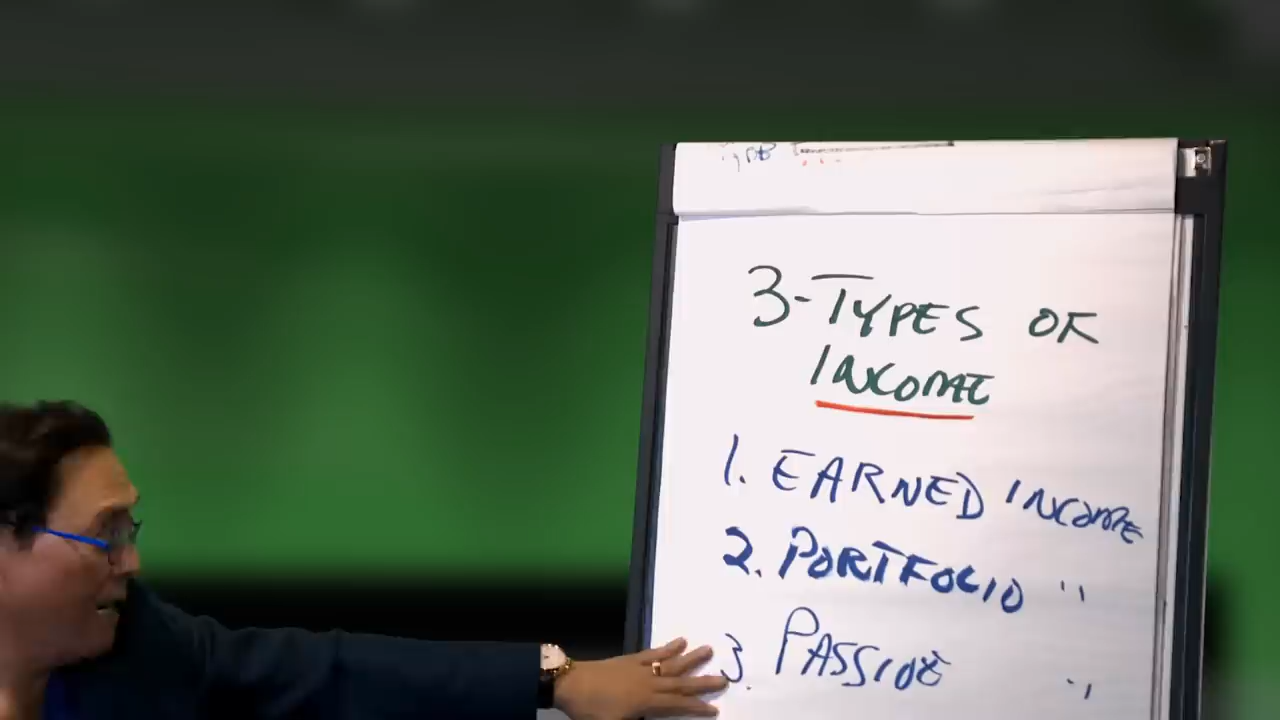 3-TYPES OF
INCOME
1. EARNED INCOME
2. PORTFOLIO "
3. PASSIVE "